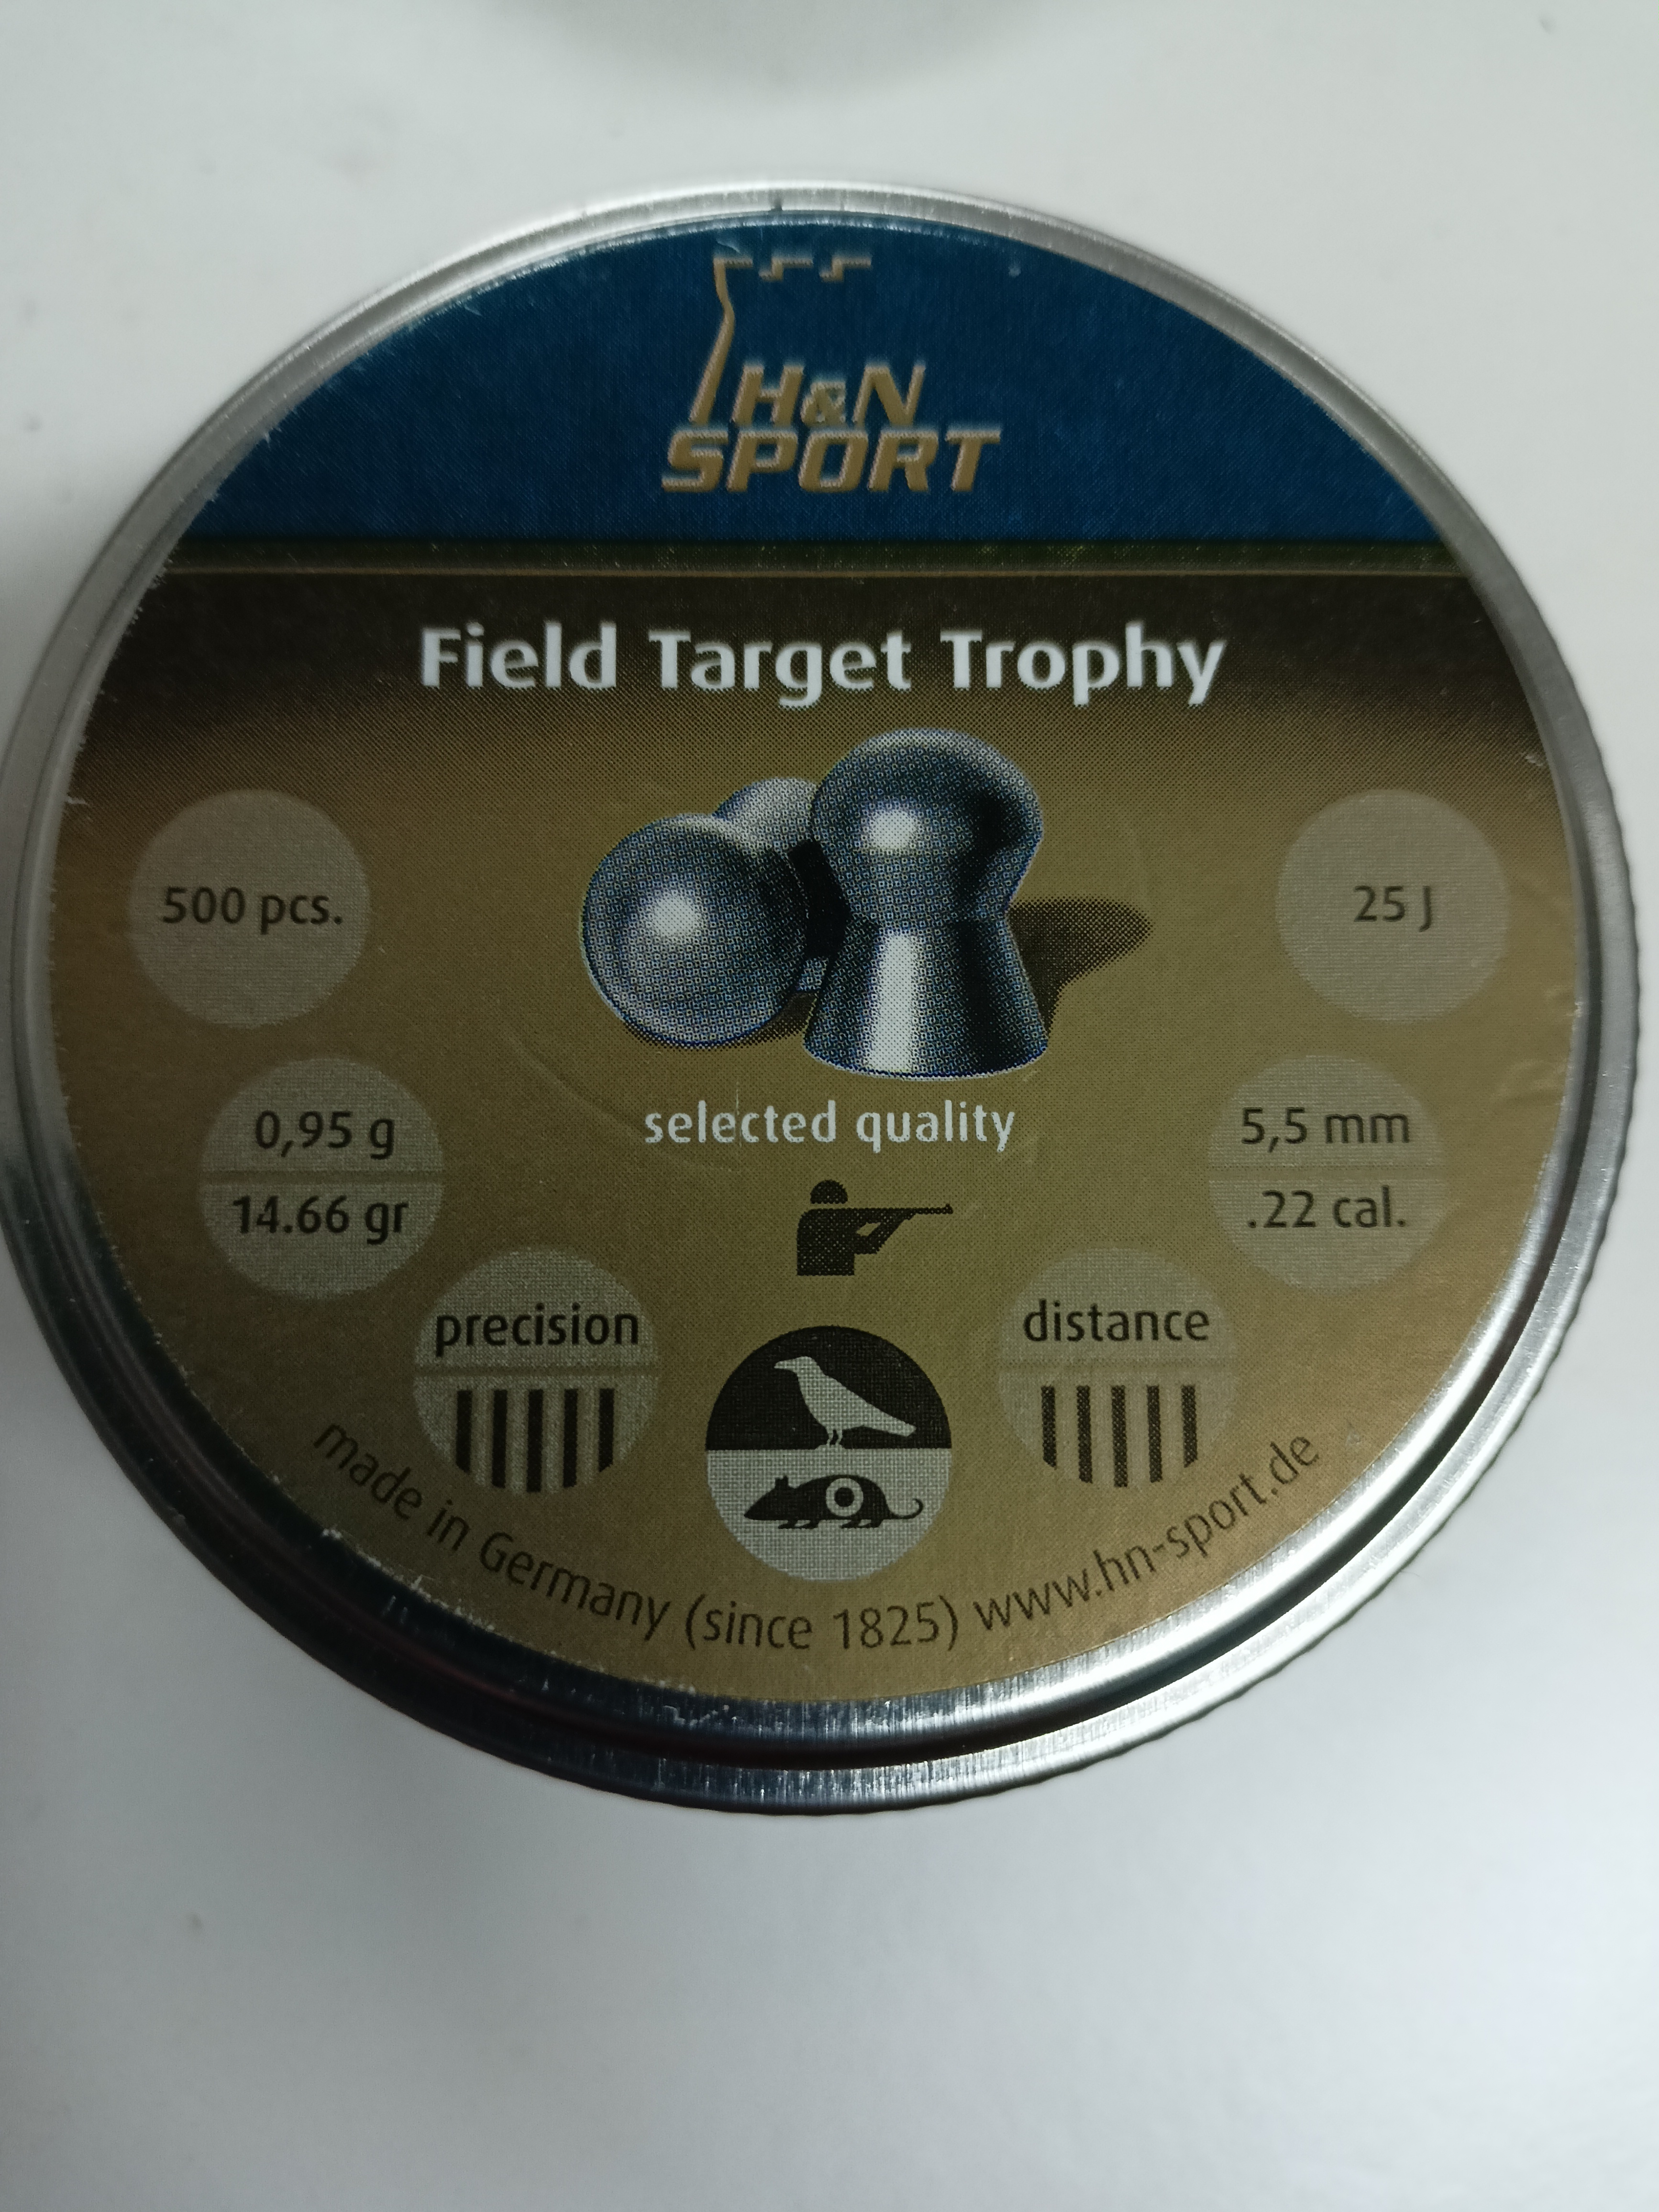 H&N
SPORT
Field Target Trophy
500 pcs.
25 J
selected quality
0,95 g
14.66 gr
5,5 mm
.22 cal.
precision
distance
made in Germany (since 1825) www.hn-sport.de